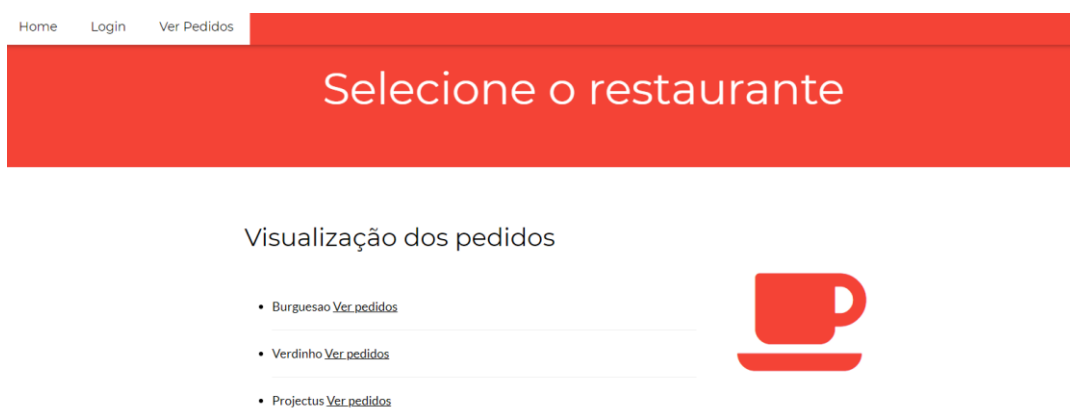 Home Login Ver Pedidos
Selecione o restaurante
Visualização dos pedidos
Burguesao Ver pedidos
Verdinho Ver pedidos
Projectus Ver pedidos